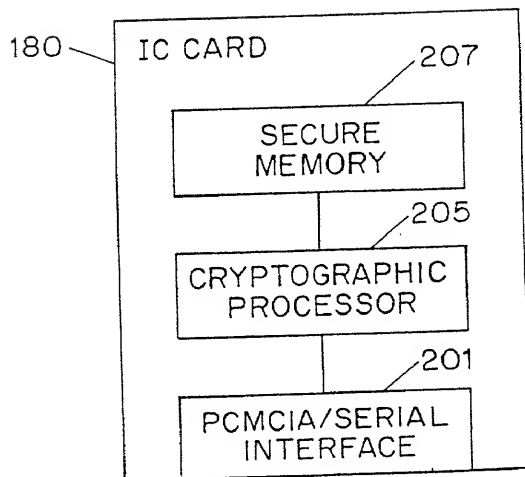 180
IC CARD
207
SECURE
MEMORY
205
CRYPTOGRAPHIC
PROCESSOR
201
PCMCIA/SERIAL
INTERFACE